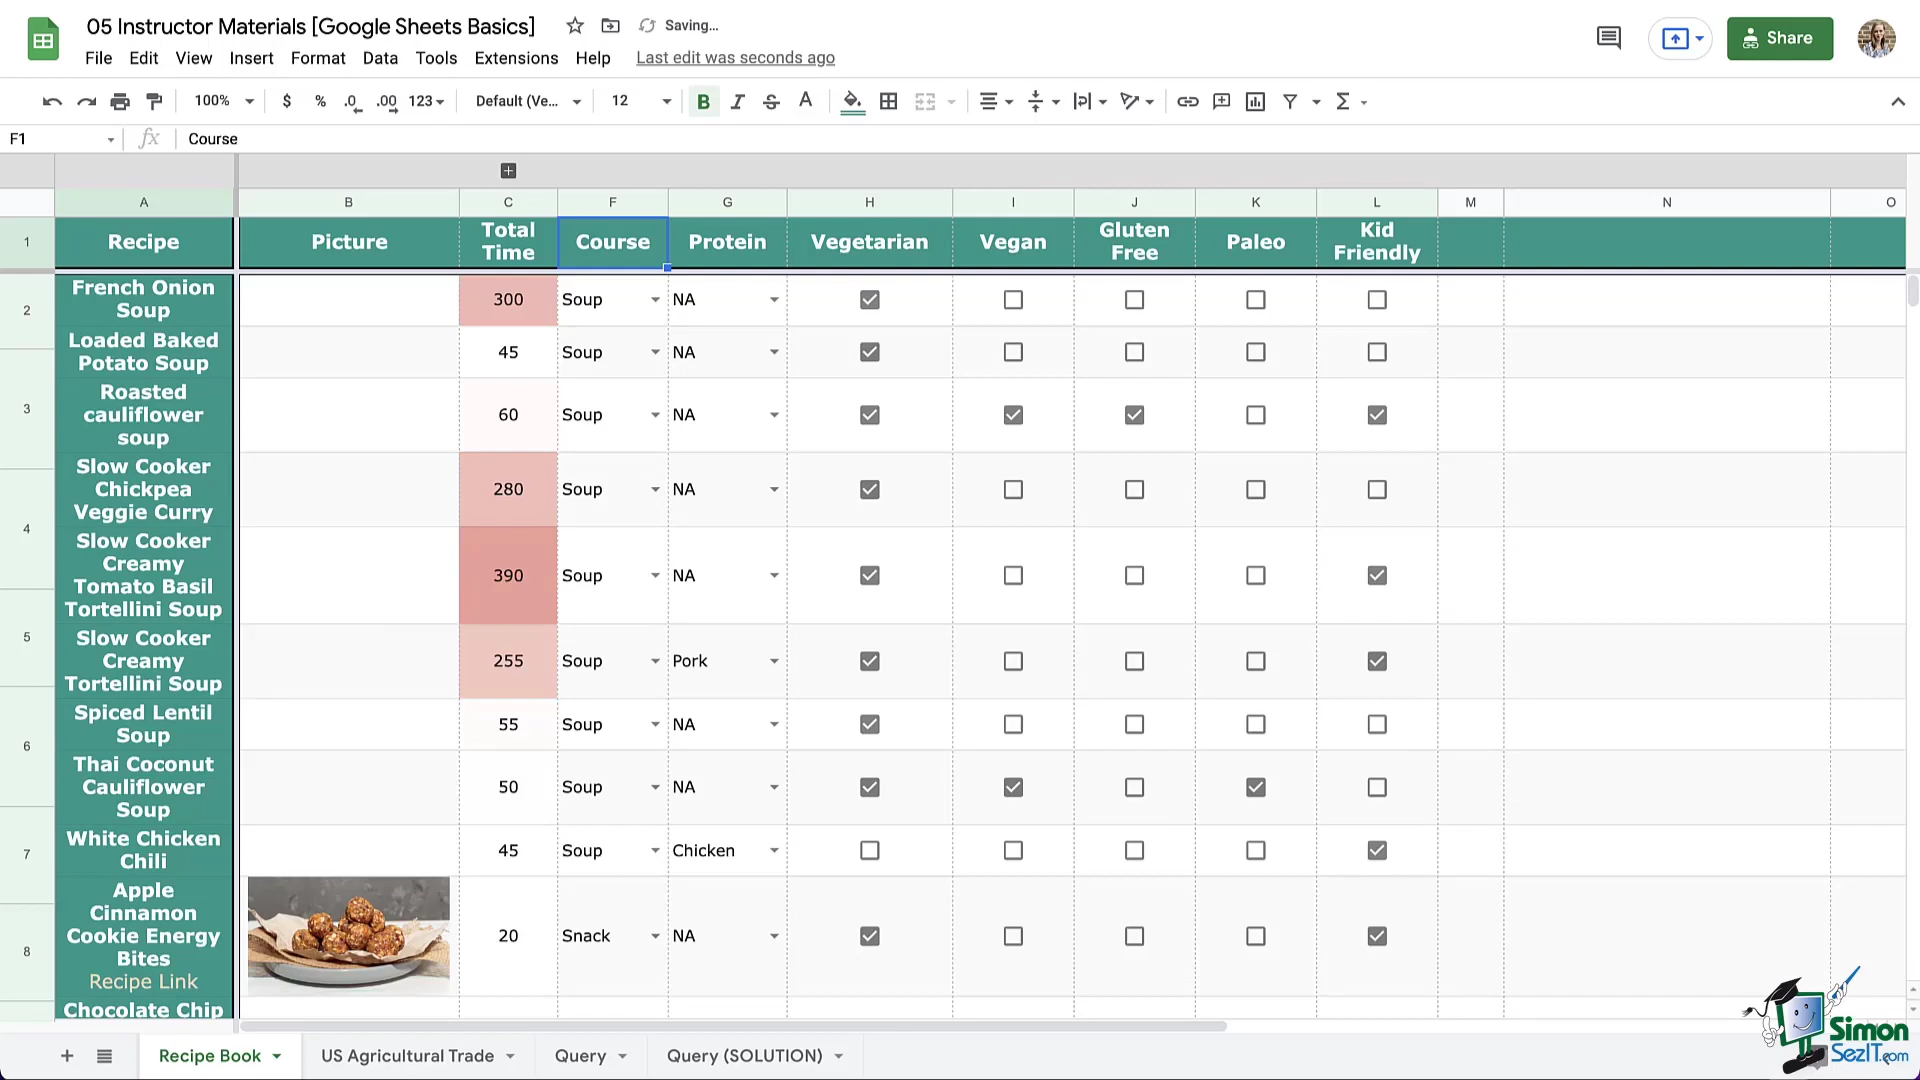 05 Instructor Materials [Google Sheets Basics] Saving...
File Edit View Insert Format Data Tools Extensions Help Last edit was seconds ago
Share
100% $ % .0 .00 123 Default (Ve... 12 B I S A
F1 fx Course
A B C F G H I J K L M N O
1 Recipe Picture Total Time Course Protein Vegetarian Vegan Gluten Free Paleo Kid Friendly
French Onion Soup 300 Soup NA
2
Loaded Baked Potato Soup 45 Soup NA
3
Roasted cauliflower soup 60 Soup NA
Slow Cooker Chickpea Veggie Curry 280 Soup NA
4
Slow Cooker Creamy Tomato Basil Tortellini Soup 390 Soup NA
5
Slow Cooker Creamy Tortellini Soup 255 Soup Pork
Spiced Lentil Soup 55 Soup NA
6
Thai Coconut Cauliflower Soup 50 Soup NA
White Chicken Chili 45 Soup Chicken
7
Apple Cinnamon Cookie Energy Bites 20 Snack NA
8
Recipe Link
Chocolate Chip
Recipe Book US Agricultural Trade Query Query (SOLUTION)
Simon
SezIT.com